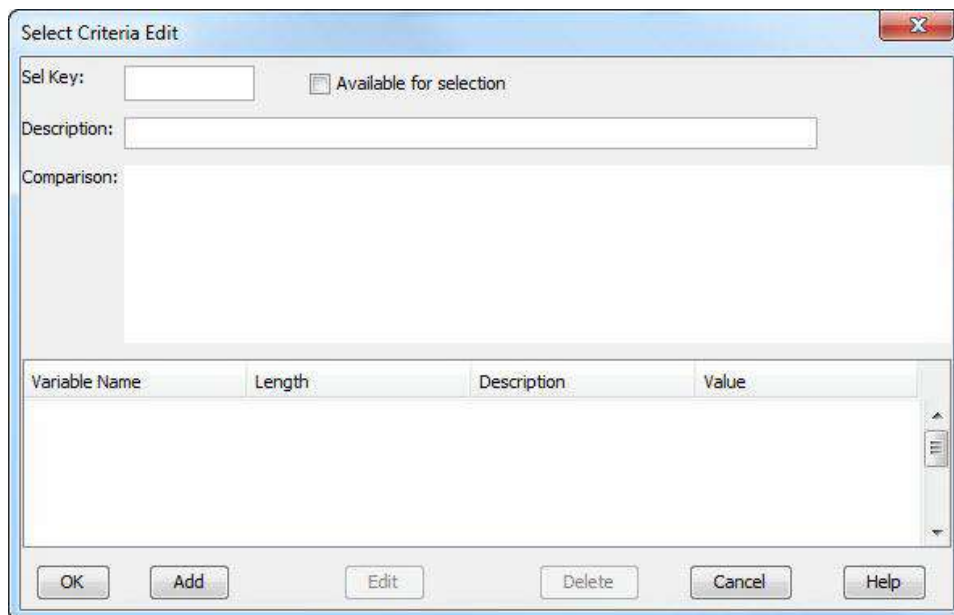 Select Criteria Edit
Sel Key: Available for selection
Description:
Comparison:
Variable Name Length Description Value
OK Add Edit Delete Cancel Help